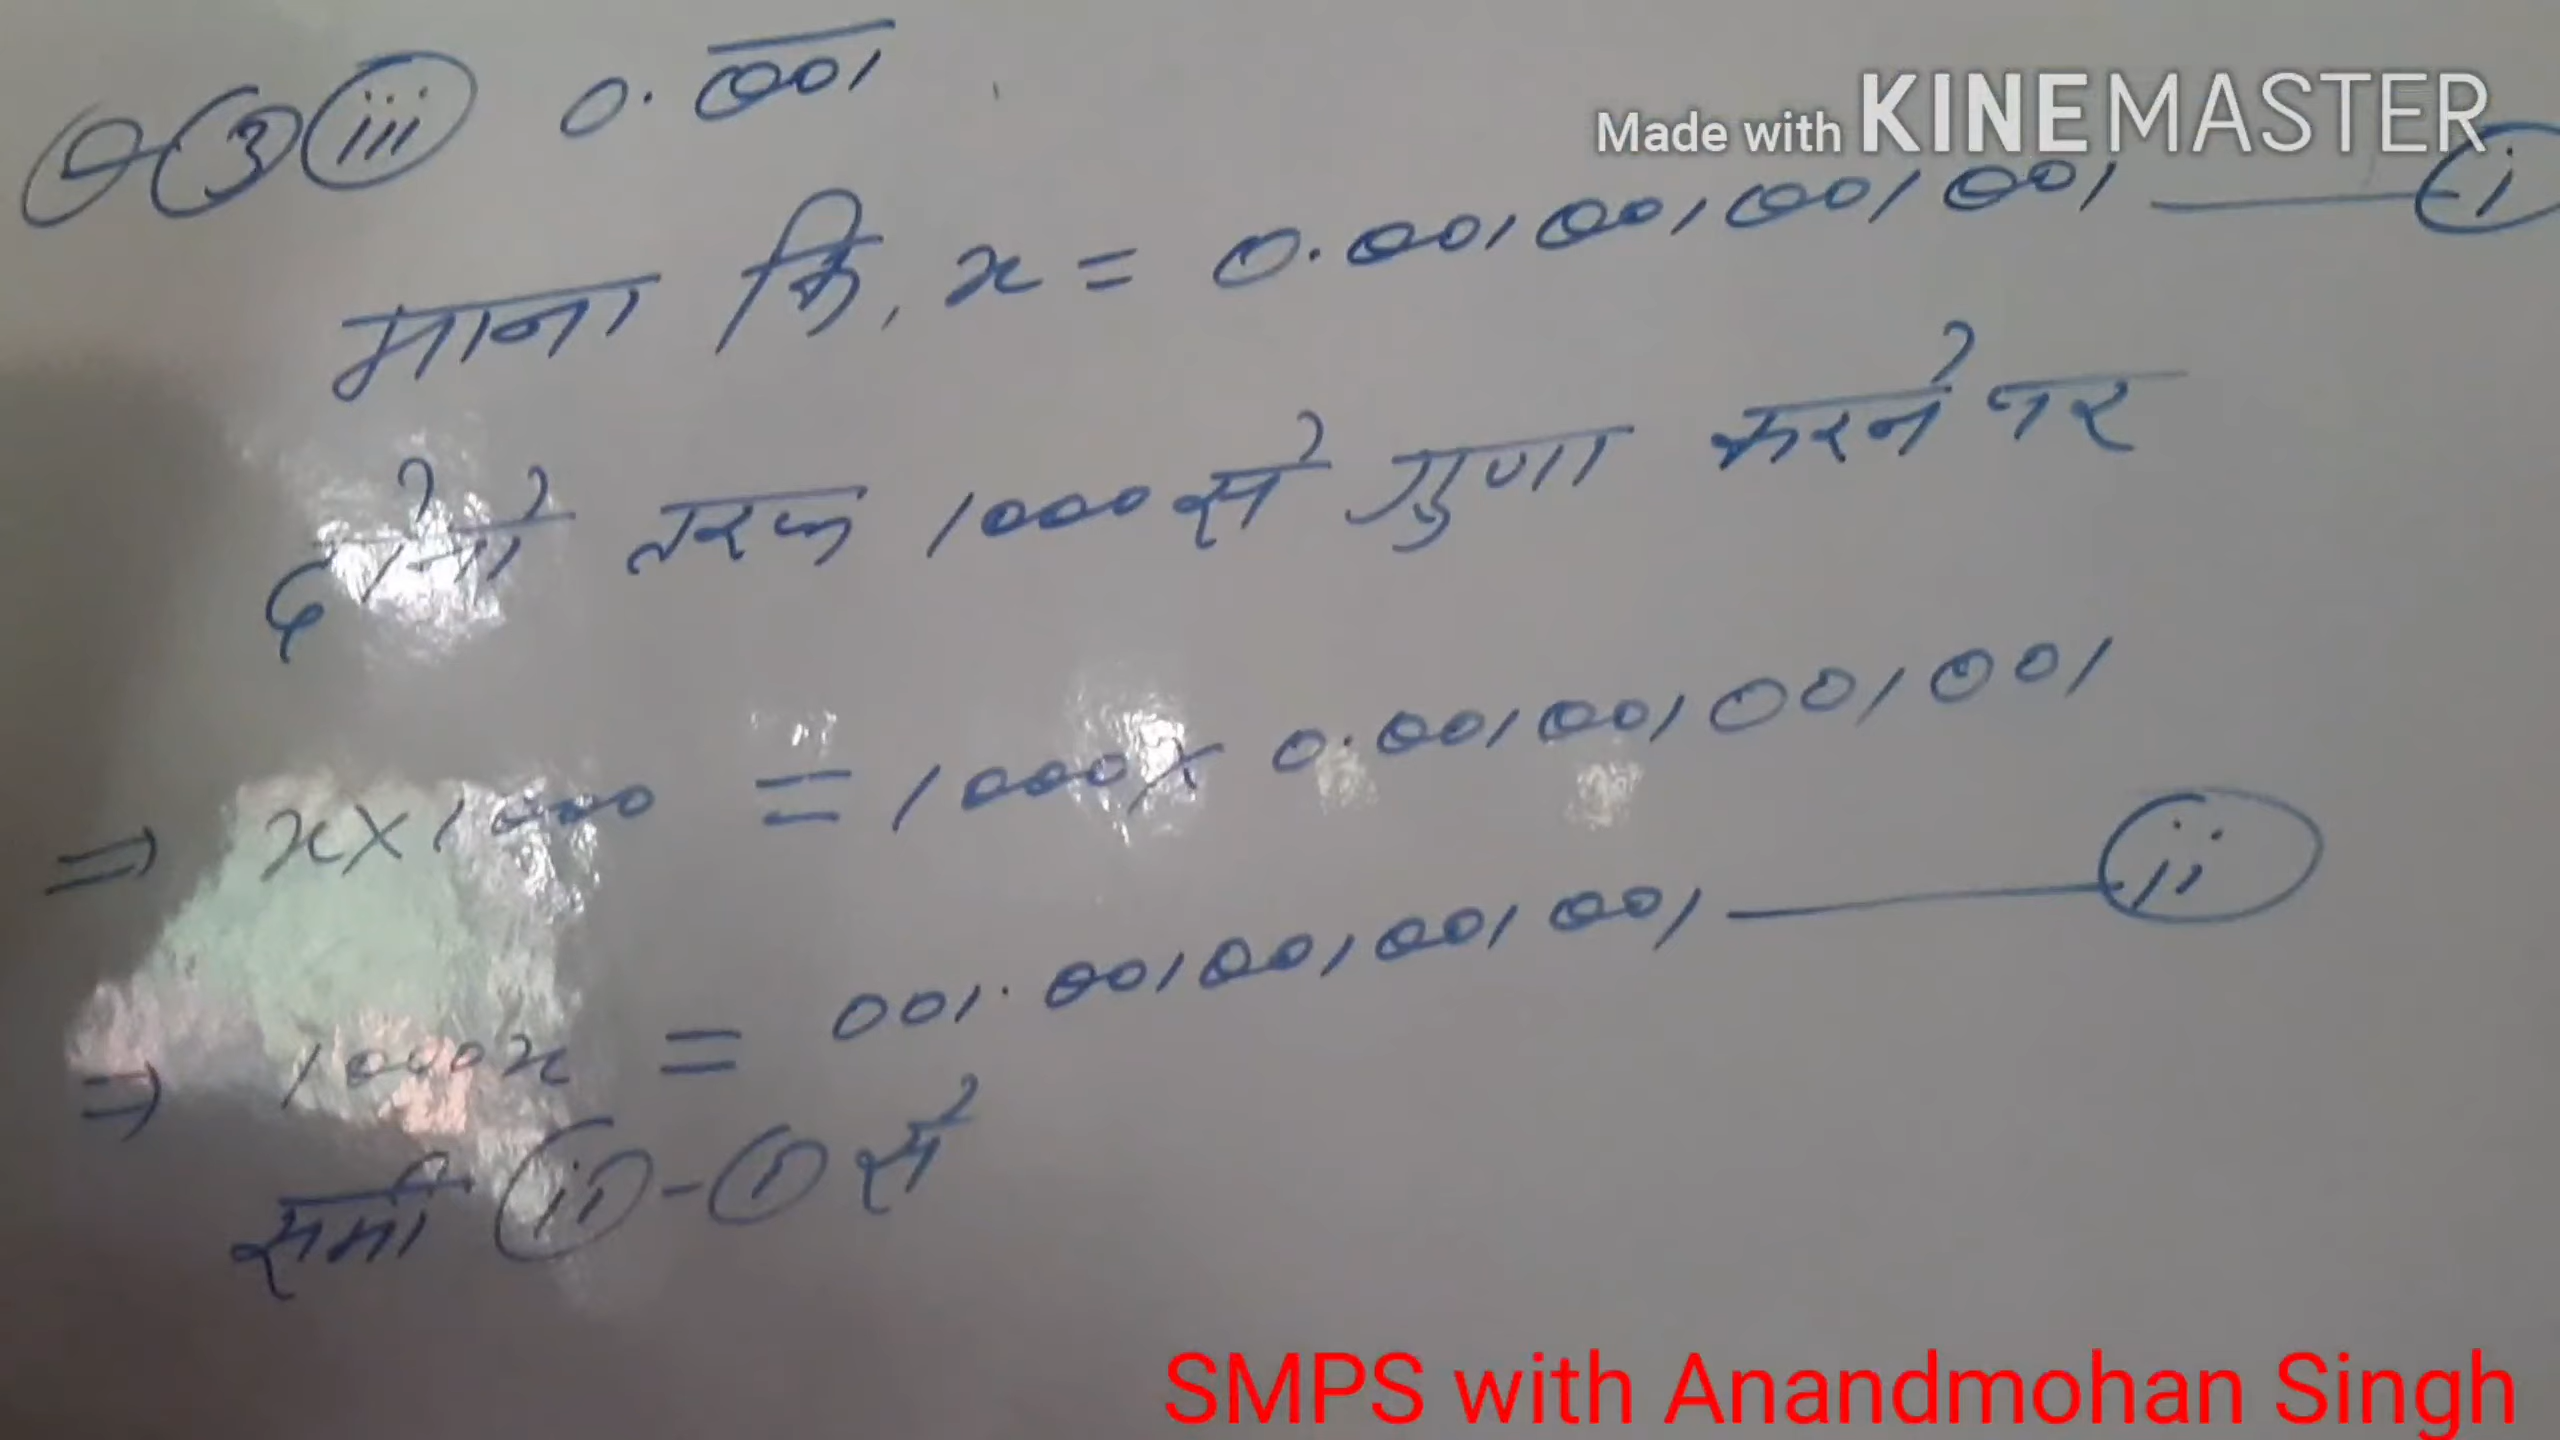 Q ③ ⅲ 0.\overline{001}
Made with KINEMASTER
माना कि, x = 0.001001001001 —— ⓘ
दोनों तरफ 1000 से गुणा करने पर
⇒ x×1000 = 1000× 0.001001001001
⇒ 1000x = 001.001001001001 —— ⅱ
समी ⅱ - ⓘ से
SMPS with Anandmohan Singh